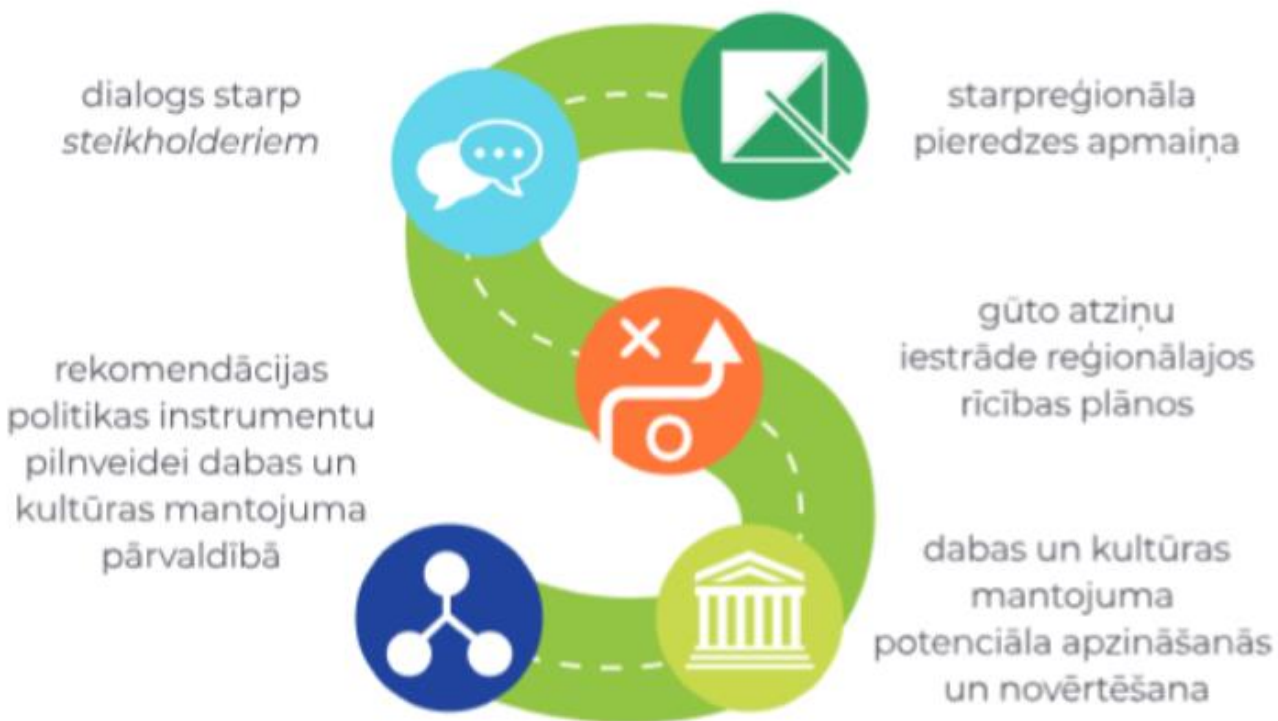 dialogs starp
steikholderiem
starpreģionāla
pieredzes apmaiņa
gūto atziņu
iestrāde reģionālajos
rīcības plānos
rekomendācijas
politikas instrumentu
pilnveidei dabas un
kultūras mantojuma
pārvaldībā
dabas un kultūras
mantojuma
potenciāla apzināšanās
un novērtēšana